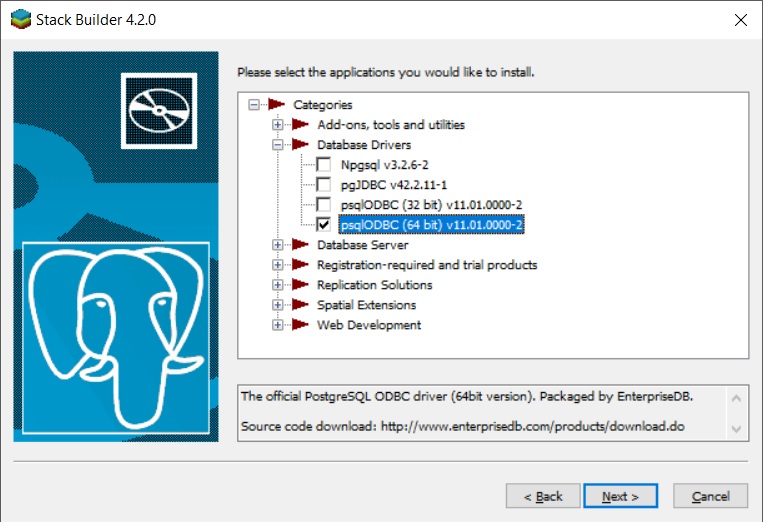 Stack Builder 4.2.0
Please select the applications you would like to install.
Categories
Add-ons, tools and utilities
Database Drivers
Npgsql v3.2.6-2
pgJDBC v42.2.11-1
psqlODBC (32 bit) v11.01.0000-2
psqlODBC (64 bit) v11.01.0000-2
Database Server
Registration-required and trial products
Replication Solutions
Spatial Extensions
Web Development
The official PostgreSQL ODBC driver (64bit version). Packaged by EnterpriseDB.
Source code download: http://www.enterprisedb.com/products/download.do
< Back Next > Cancel